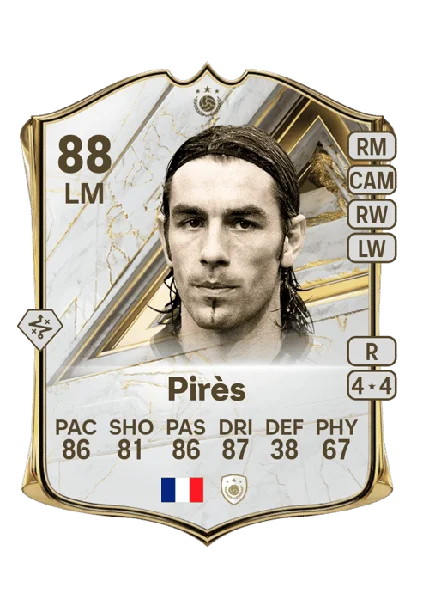 88
LM
RM
CAM
RW
LW
R
4★4
Pirès
PAC SHO PAS DRI DEF PHY
86 81 86 87 38 67